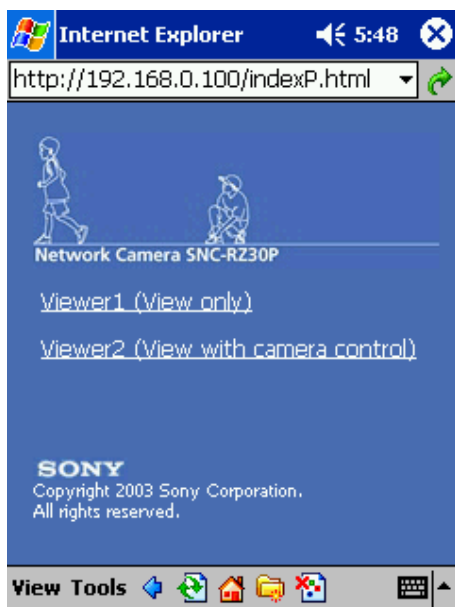 Internet Explorer 5:48
http://192.168.0.100/indexP.html
Network Camera SNC-RZ30P
Viewer1 (View only)
Viewer2 (View with camera control)
SONY
Copyright 2003 Sony Corporation.
All rights reserved.
View Tools